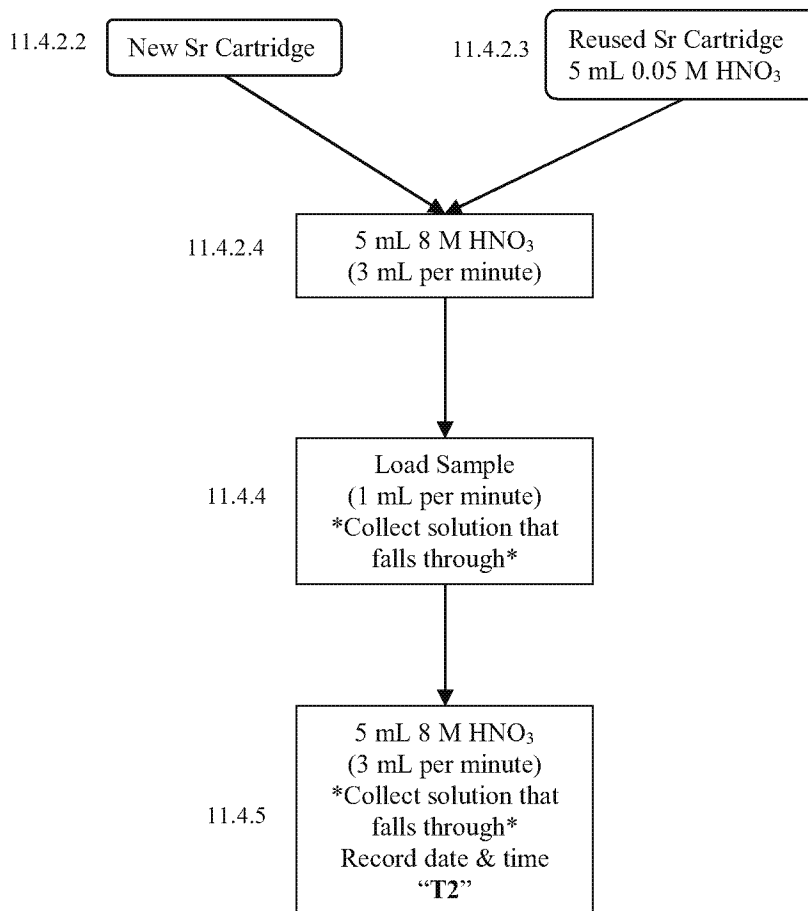 11.4.2.2
New Sr Cartridge
11.4.2.3
Reused Sr Cartridge
5 mL 0.05 M HNO₃
11.4.2.4
5 mL 8 M HNO₃
(3 mL per minute)
11.4.4
Load Sample
(1 mL per minute)
*Collect solution that
falls through*
11.4.5
5 mL 8 M HNO₃
(3 mL per minute)
*Collect solution that
falls through*
Record date & time
“T2”